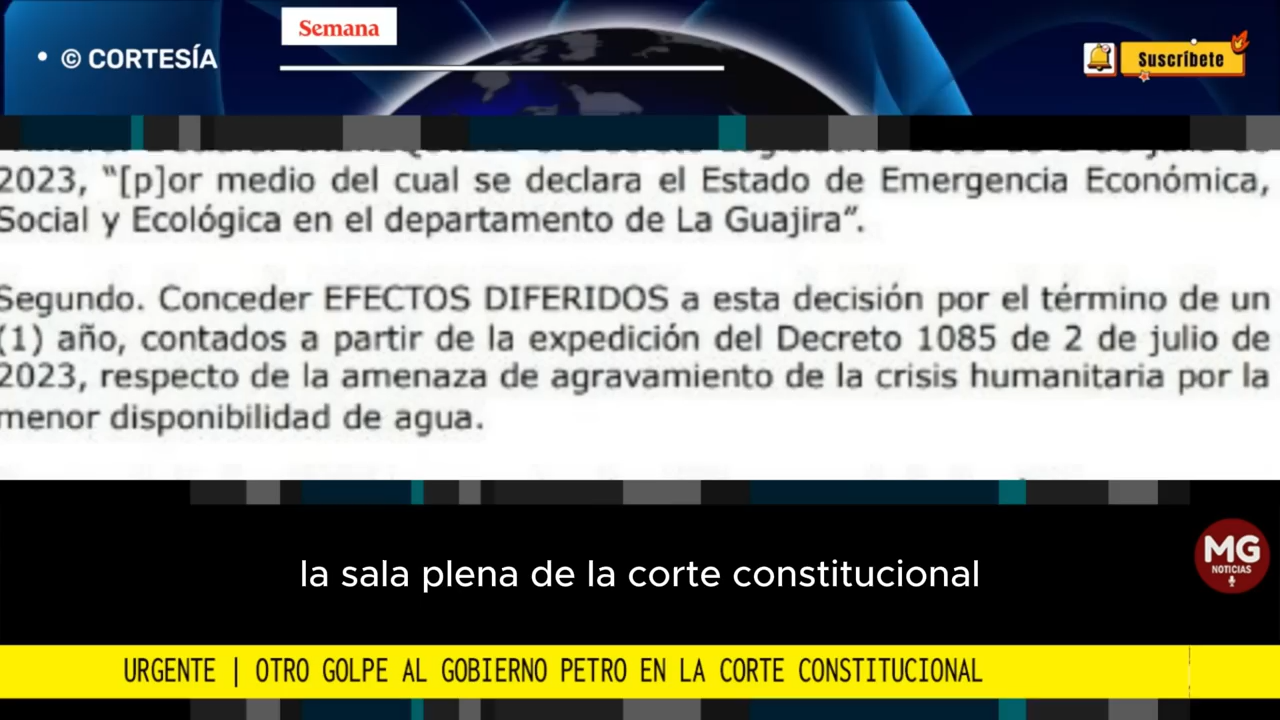 Semana
• © CORTESÍA
Suscríbete
2023, “[p]or medio del cual se declara el Estado de Emergencia Económica,
Social y Ecológica en el departamento de La Guajira”.
Segundo. Conceder EFECTOS DIFERIDOS a esta decisión por el término de un
(1) año, contados a partir de la expedición del Decreto 1085 de 2 de julio de
2023, respecto de la amenaza de agravamiento de la crisis humanitaria por la
menor disponibilidad de agua.
la sala plena de la corte constitucional
MG
NOTICIAS
URGENTE | OTRO GOLPE AL GOBIERNO PETRO EN LA CORTE CONSTITUCIONAL